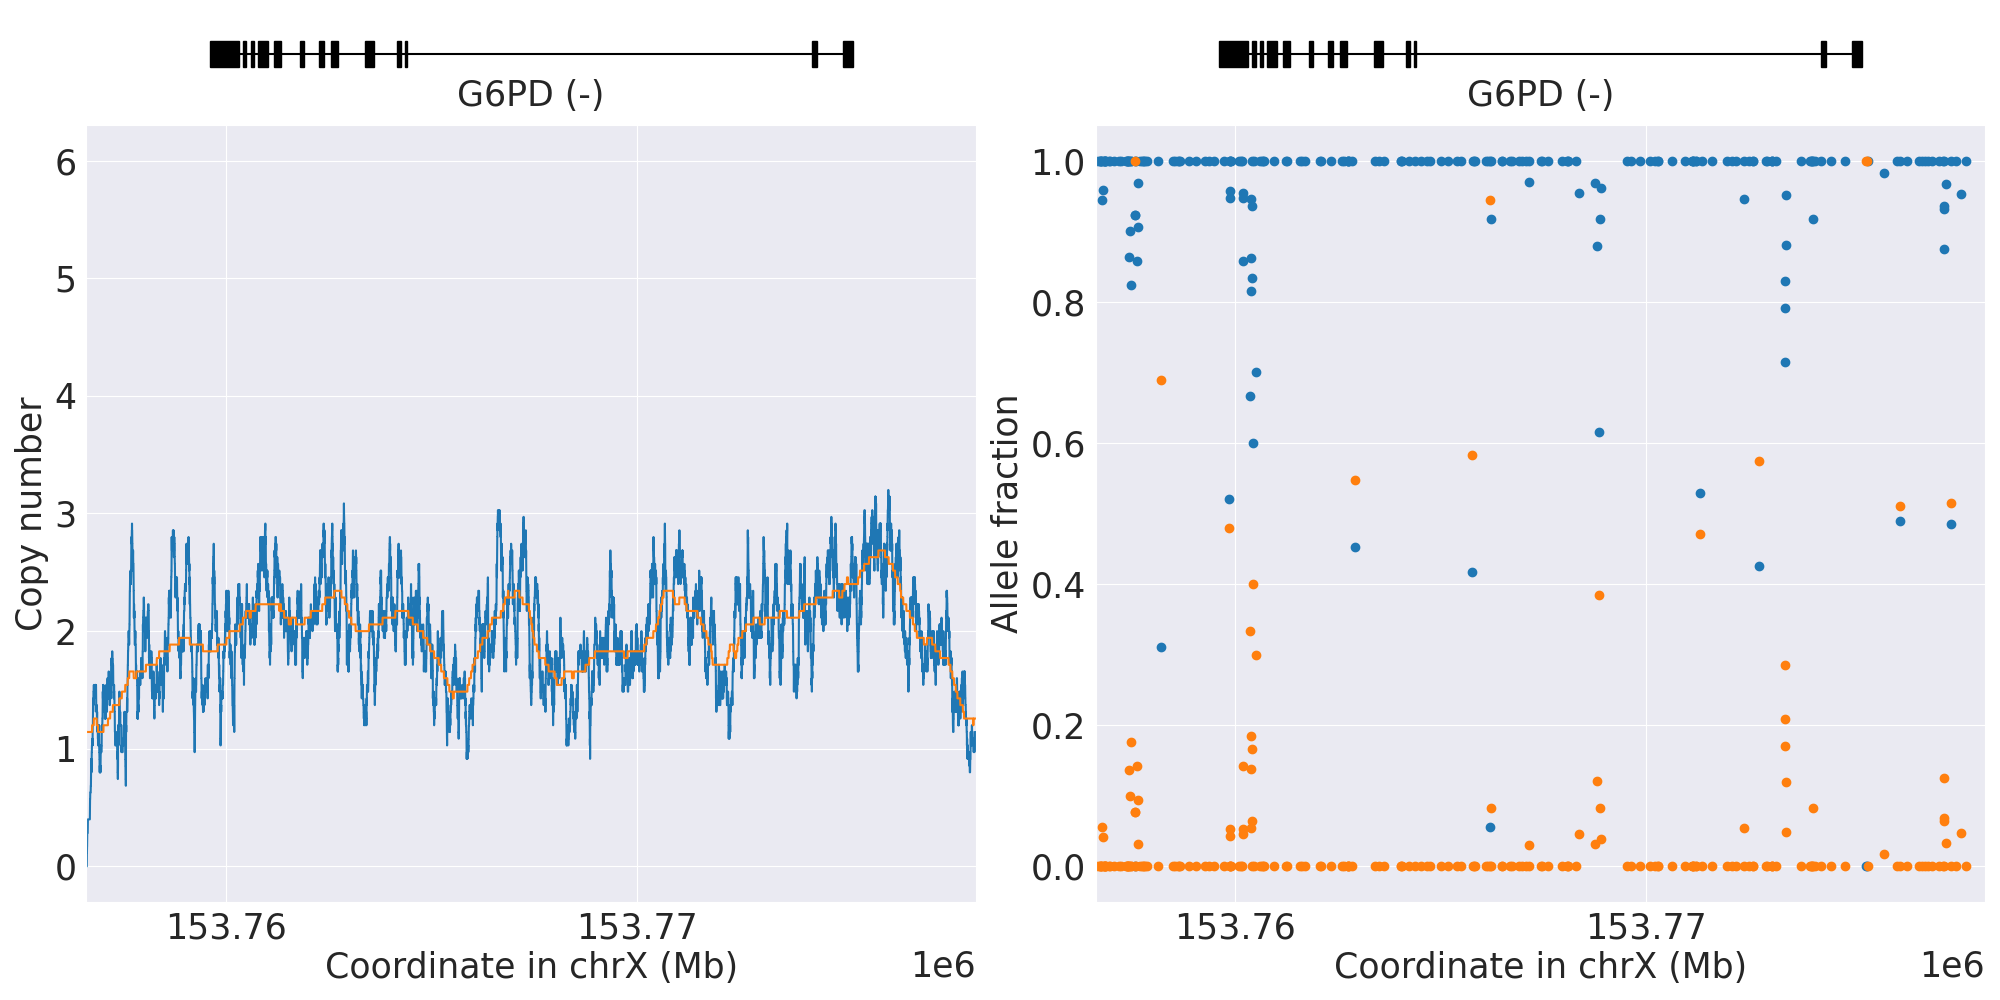 G6PD (-)
6
5
4
3
2
1
0
Copy number
153.76
153.77
Coordinate in chrX (Mb)
1e6
G6PD (-)
1.0
0.8
0.6
0.4
0.2
0.0
Allele fraction
153.76
153.77
Coordinate in chrX (Mb)
1e6